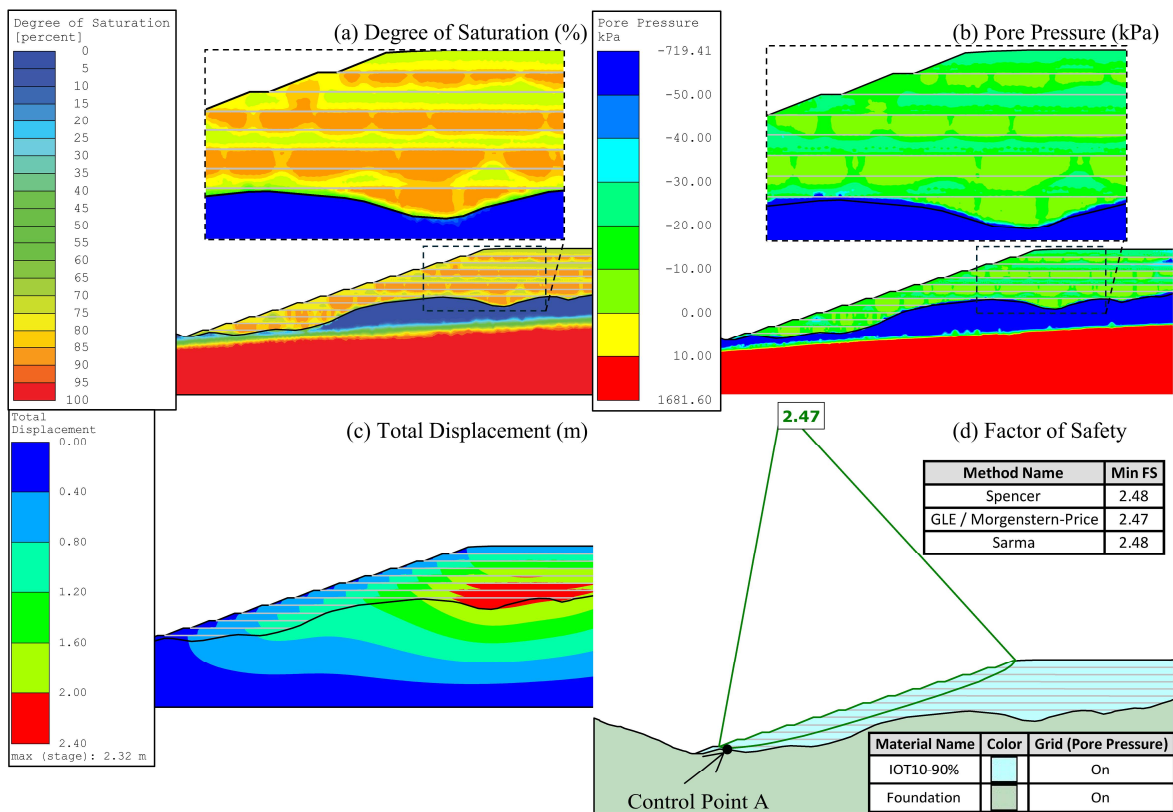 Degree of Saturation
[percent]
0
5
10
15
20
25
30
35
40
45
50
55
60
65
70
75
80
85
90
95
100
(a) Degree of Saturation (%)
Pore Pressure
kPa
-719.41
-50.00
-40.00
-30.00
-20.00
-10.00
0.00
10.00
1681.60
(b) Pore Pressure (kPa)
Total
Displacement
0.00
0.40
0.80
1.20
1.60
2.00
2.40
max (stage): 2.32 m
(c) Total Displacement (m)
2.47
(d) Factor of Safety
Method Name Min FS
Spencer 2.48
GLE / Morgenstern-Price 2.47
Sarma 2.48
Material Name Color Grid (Pore Pressure)
IOT10-90% On
Foundation On
Control Point A